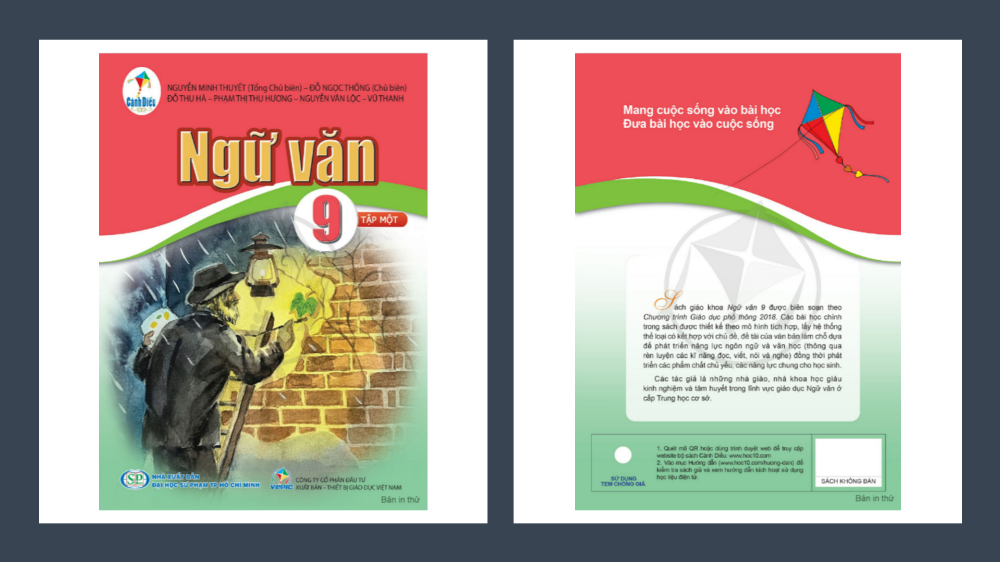 Cánh Diều
NGUYỄN MINH THUYẾT (Tổng Chủ biên) – ĐỖ NGỌC THỐNG (Chủ biên)
ĐỖ THU HÀ – PHẠM THỊ THU HƯƠNG – NGUYỄN VĂN LỘC – VŨ THANH
Ngữ văn
9
TẬP MỘT
SP
NHÀ XUẤT BẢN
ĐẠI HỌC SƯ PHẠM TP HỒ CHÍ MINH
VEPIC
CÔNG TY CỔ PHẦN ĐẦU TƯ
XUẤT BẢN – THIẾT BỊ GIÁO DỤC VIỆT NAM
Bản in thử
Mang cuộc sống vào bài học
Đưa bài học vào cuộc sống
Sách giáo khoa Ngữ văn 9 được biên soạn theo
Chương trình Giáo dục phổ thông 2018. Các bài học chính
trong sách được thiết kế theo mô hình tích hợp, lấy hệ thống
thể loại có kết hợp với chủ đề, đề tài của văn bản làm chỗ dựa
để phát triển năng lực ngôn ngữ và văn học (thông qua
rèn luyện các kĩ năng đọc, viết, nói và nghe) đồng thời phát
triển các phẩm chất chủ yếu, các năng lực chung cho học sinh.
Các tác giả là những nhà giáo, nhà khoa học giàu
kinh nghiệm và tâm huyết trong lĩnh vực giáo dục Ngữ văn ở
cấp Trung học cơ sở.
SỬ DỤNG
TEM CHỐNG GIẢ
1. Quét mã QR hoặc dùng trình duyệt web để truy cập
website bộ sách Cánh Diều: www.hoc10.com
2. Vào mục Hướng dẫn (www.hoc10.com/huong-dan) để
kiểm tra sách giả và xem hướng dẫn kích hoạt sử dụng
học liệu điện tử.
SÁCH KHÔNG BÁN
Bản in thử